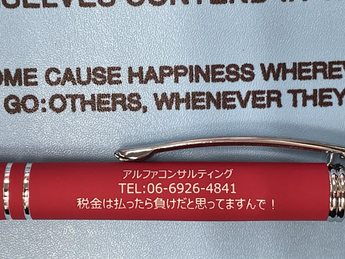 OME CAUSE HAPPINESS WHEREV
GO:OTHERS, WHENEVER THEY
アルファコンサルティング
TEL:06-6926-4841
税金は払ったら負けだと思ってますんで!